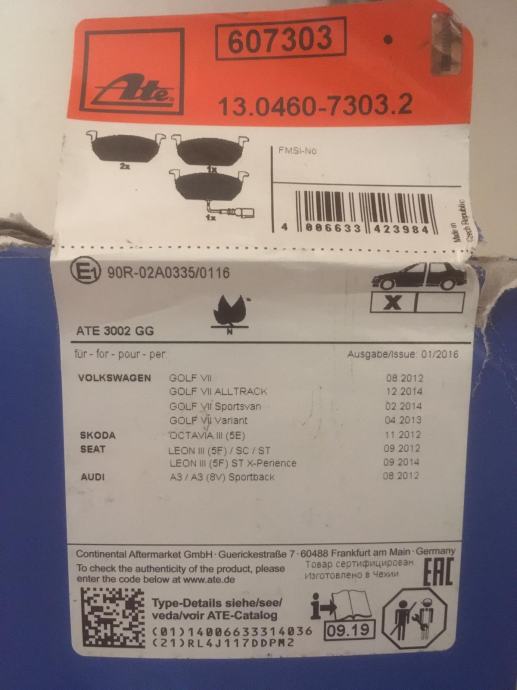 607303
Ate
13.0460-7303.2
2x
1x
1x
FMSI-No
4 006633 423984
Made in
Czech Republic
E1 90R-02A0335/0116
X
N
ATE 3002 GG
für - for - pour - per: Ausgabe/Issue: 01/2016
VOLKSWAGEN GOLF VII 08.2012
GOLF VII ALLTRACK 12.2014
GOLF VII Sportsvan 02.2014
GOLF VII Variant 04.2013
SKODA OCTAVIA III (5E) 11.2012
SEAT LEON III (5F) / SC / ST 09.2012
LEON III (5F) ST X-Perience 09.2014
AUDI A3 / A3 (8V) Sportback 08.2012
Continental Aftermarket GmbH · Guerickestraße 7 · 60488 Frankfurt am Main · Germany
To check the authenticity of the product, please
enter the code below at www.ate.de
Товар сертифицирован
Изготовлено в Чехии
EAC
Type-Details siehe/see/
veda/voir ATE-Catalog
(01)14006633314036
(21)RL4J117DDPM2
i
09.19